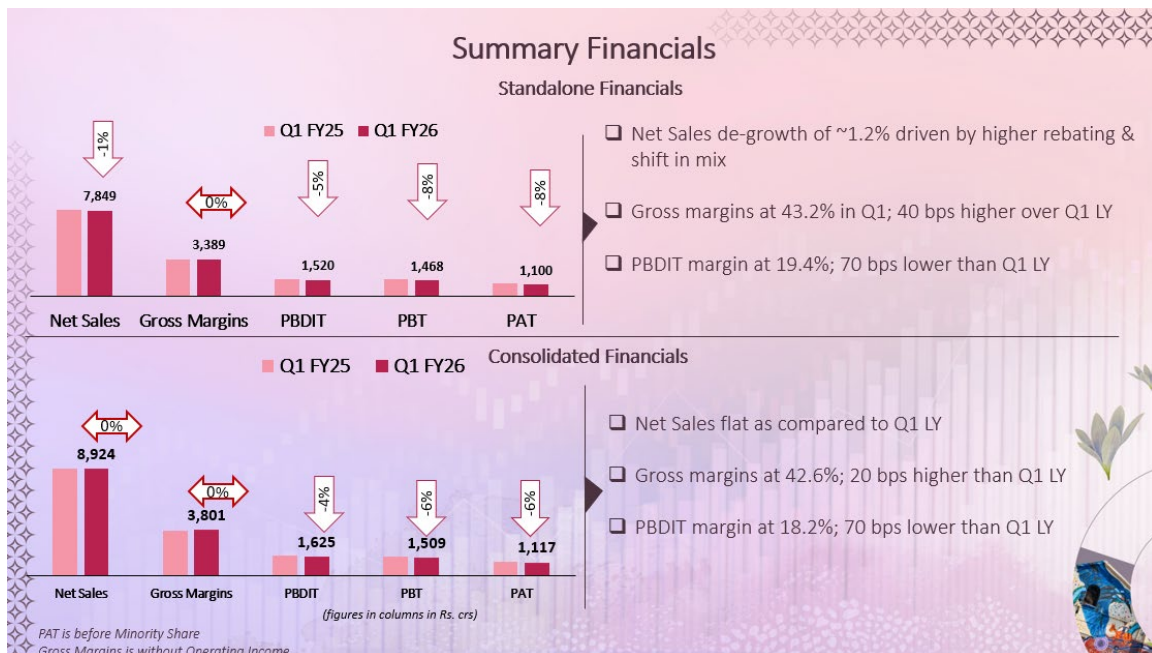 Summary Financials
Standalone Financials
Q1 FY25 Q1 FY26
-1%
7,849
0%
3,389
-5%
1,520
-8%
1,468
-8%
1,100
Net Sales Gross Margins PBDIT PBT PAT
Net Sales de-growth of ~1.2% driven by higher rebating &
shift in mix
Gross margins at 43.2% in Q1; 40 bps higher over Q1 LY
PBDIT margin at 19.4%; 70 bps lower than Q1 LY
Consolidated Financials
Q1 FY25 Q1 FY26
0%
8,924
0%
3,801
-4%
1,625
-6%
1,509
-6%
1,117
Net Sales Gross Margins PBDIT PBT PAT
(figures in columns in Rs. crs)
Net Sales flat as compared to Q1 LY
Gross margins at 42.6%; 20 bps higher than Q1 LY
PBDIT margin at 18.2%; 70 bps lower than Q1 LY
PAT is before Minority Share
Gross Margins is without Operating Income